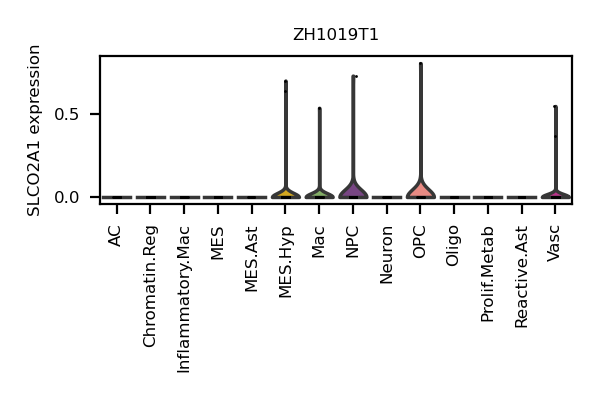 ZH1019T1
SLCO2A1 expression
0.5
0.0
AC
Chromatin.Reg
Inflammatory.Mac
MES
MES.Ast
MES.Hyp
Mac
NPC
Neuron
OPC
Oligo
Prolif.Metab
Reactive.Ast
Vasc